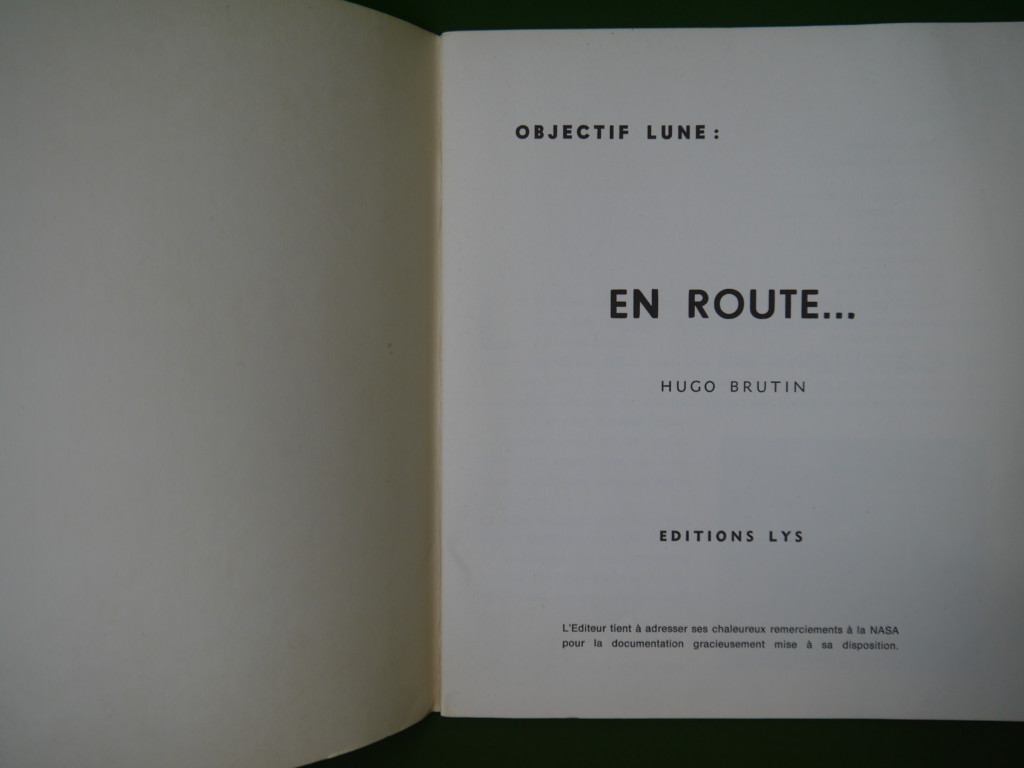 OBJECTIF LUNE :
EN ROUTE...
HUGO BRUTIN
EDITIONS LYS
L'Editeur tient à adresser ses chaleureux remerciements à la NASA
pour la documentation gracieusement mise à sa disposition.